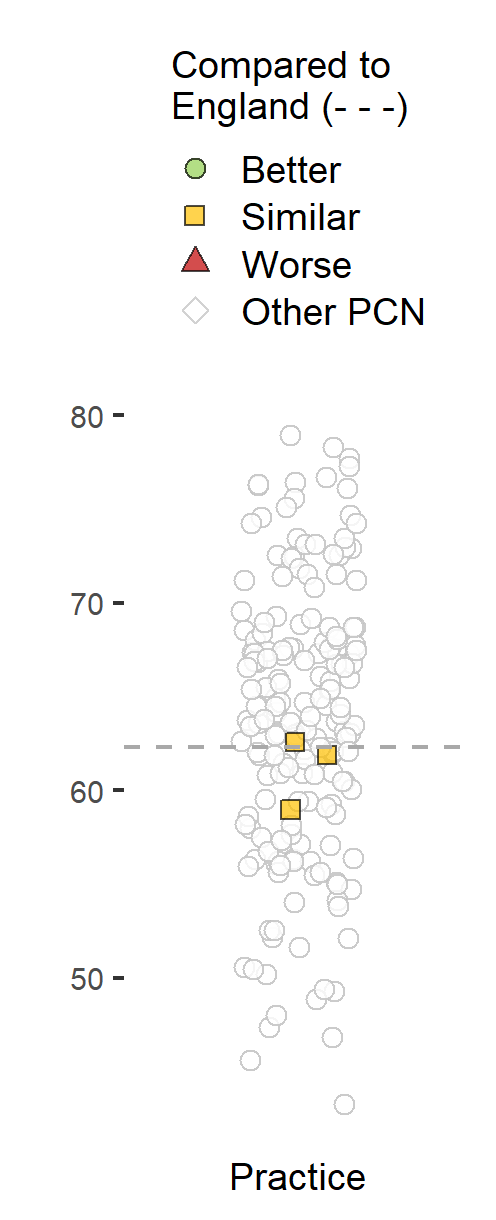 Compared to
England (- - -)
Better
Similar
Worse
Other PCN
80
70
60
50
Practice